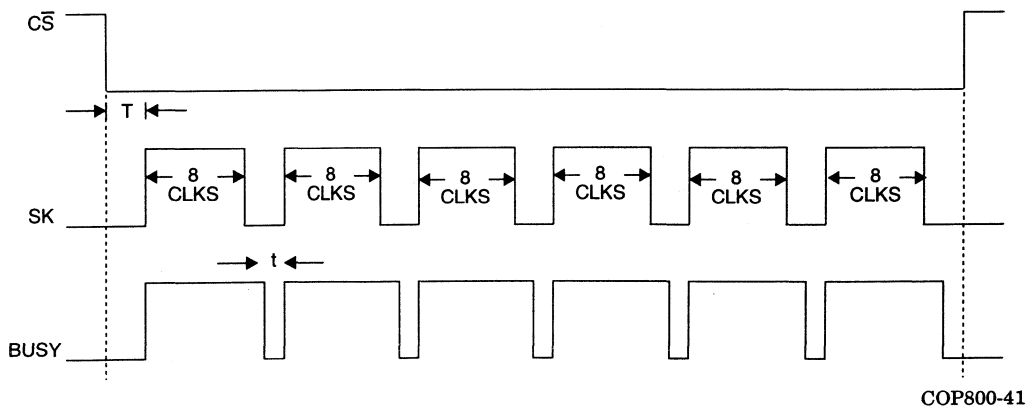 CS̅
T
8 CLKS
8 CLKS
8 CLKS
8 CLKS
8 CLKS
8 CLKS
SK
t
BUSY
COP800-41